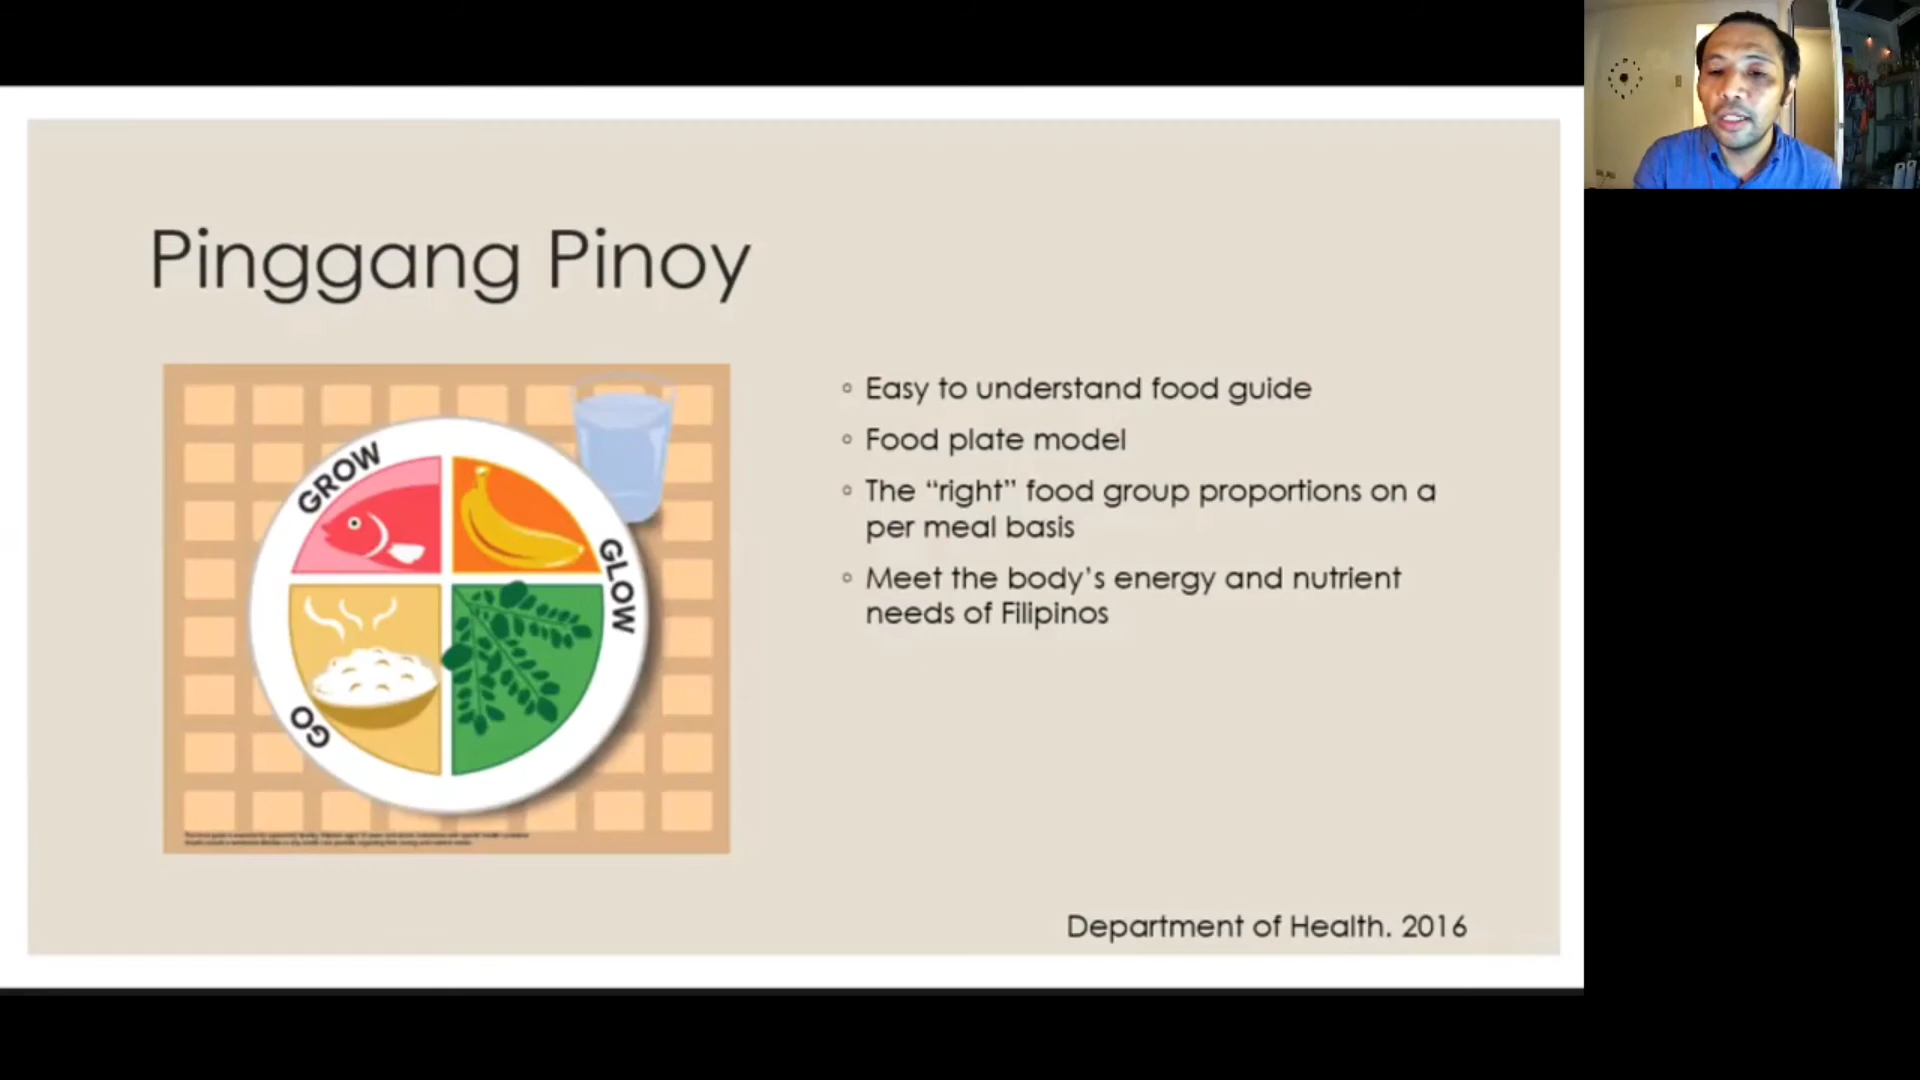 Pinggang Pinoy
GROW
GLOW
GO
◦ Easy to understand food guide
◦ Food plate model
◦ The “right” food group proportions on a
per meal basis
◦ Meet the body’s energy and nutrient
needs of Filipinos
Department of Health. 2016